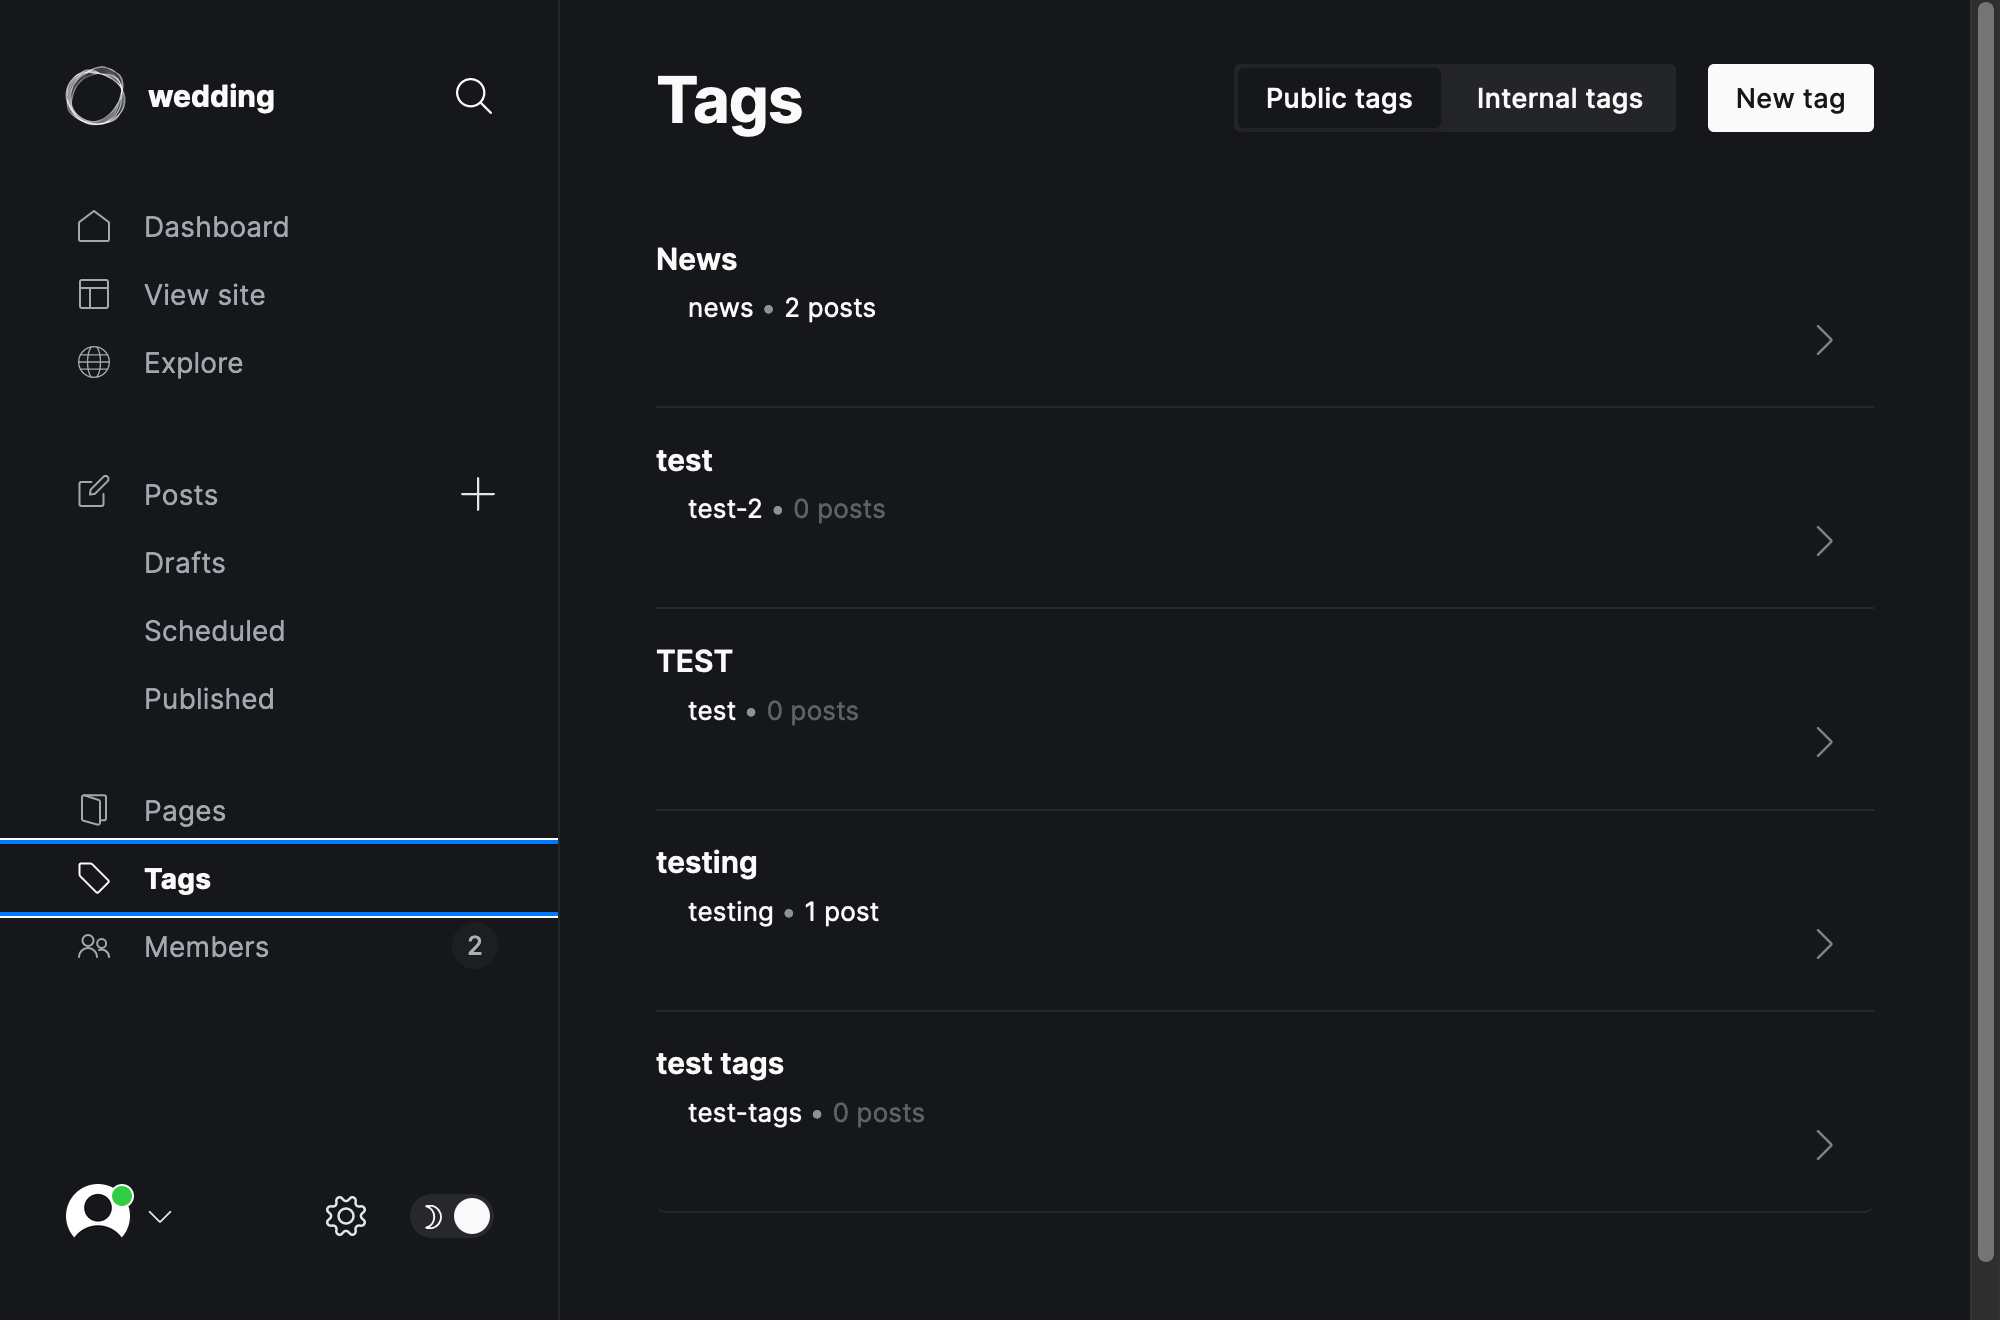 wedding
Dashboard
View site
Explore
Posts
Drafts
Scheduled
Published
Pages
Tags
Members 2
Tags
Public tags Internal tags New tag
News
news • 2 posts
test
test-2 • 0 posts
TEST
test • 0 posts
testing
testing • 1 post
test tags
test-tags • 0 posts